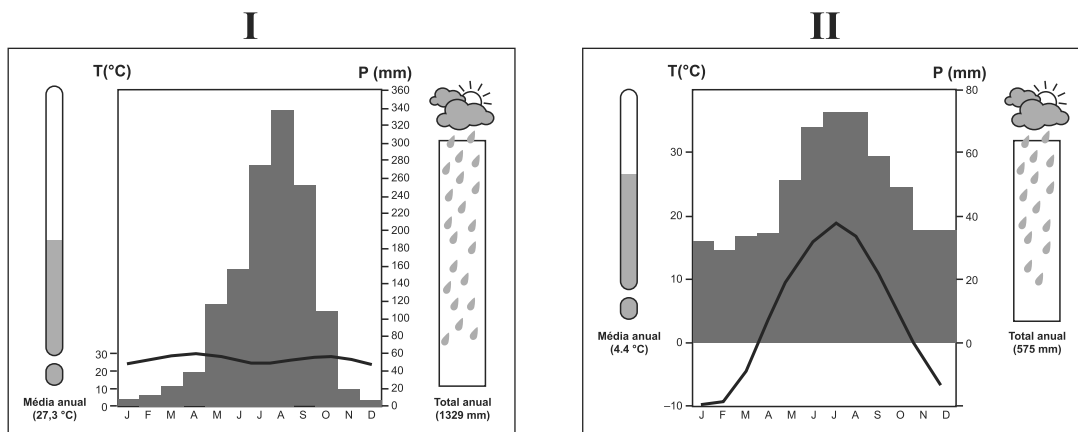 I
T(°C)
P (mm)
360
340
320
300
280
260
240
220
200
180
160
140
120
100
80
60
40
20
0
30
20
10
0
J F M A M J J A S O N D
Média anual
(27,3 °C)
Total anual
(1329 mm)
II
T(°C)
P (mm)
80
60
40
20
0
30
20
10
0
–10
J F M A M J J A S O N D
Média anual
(4.4 °C)
Total anual
(575 mm)